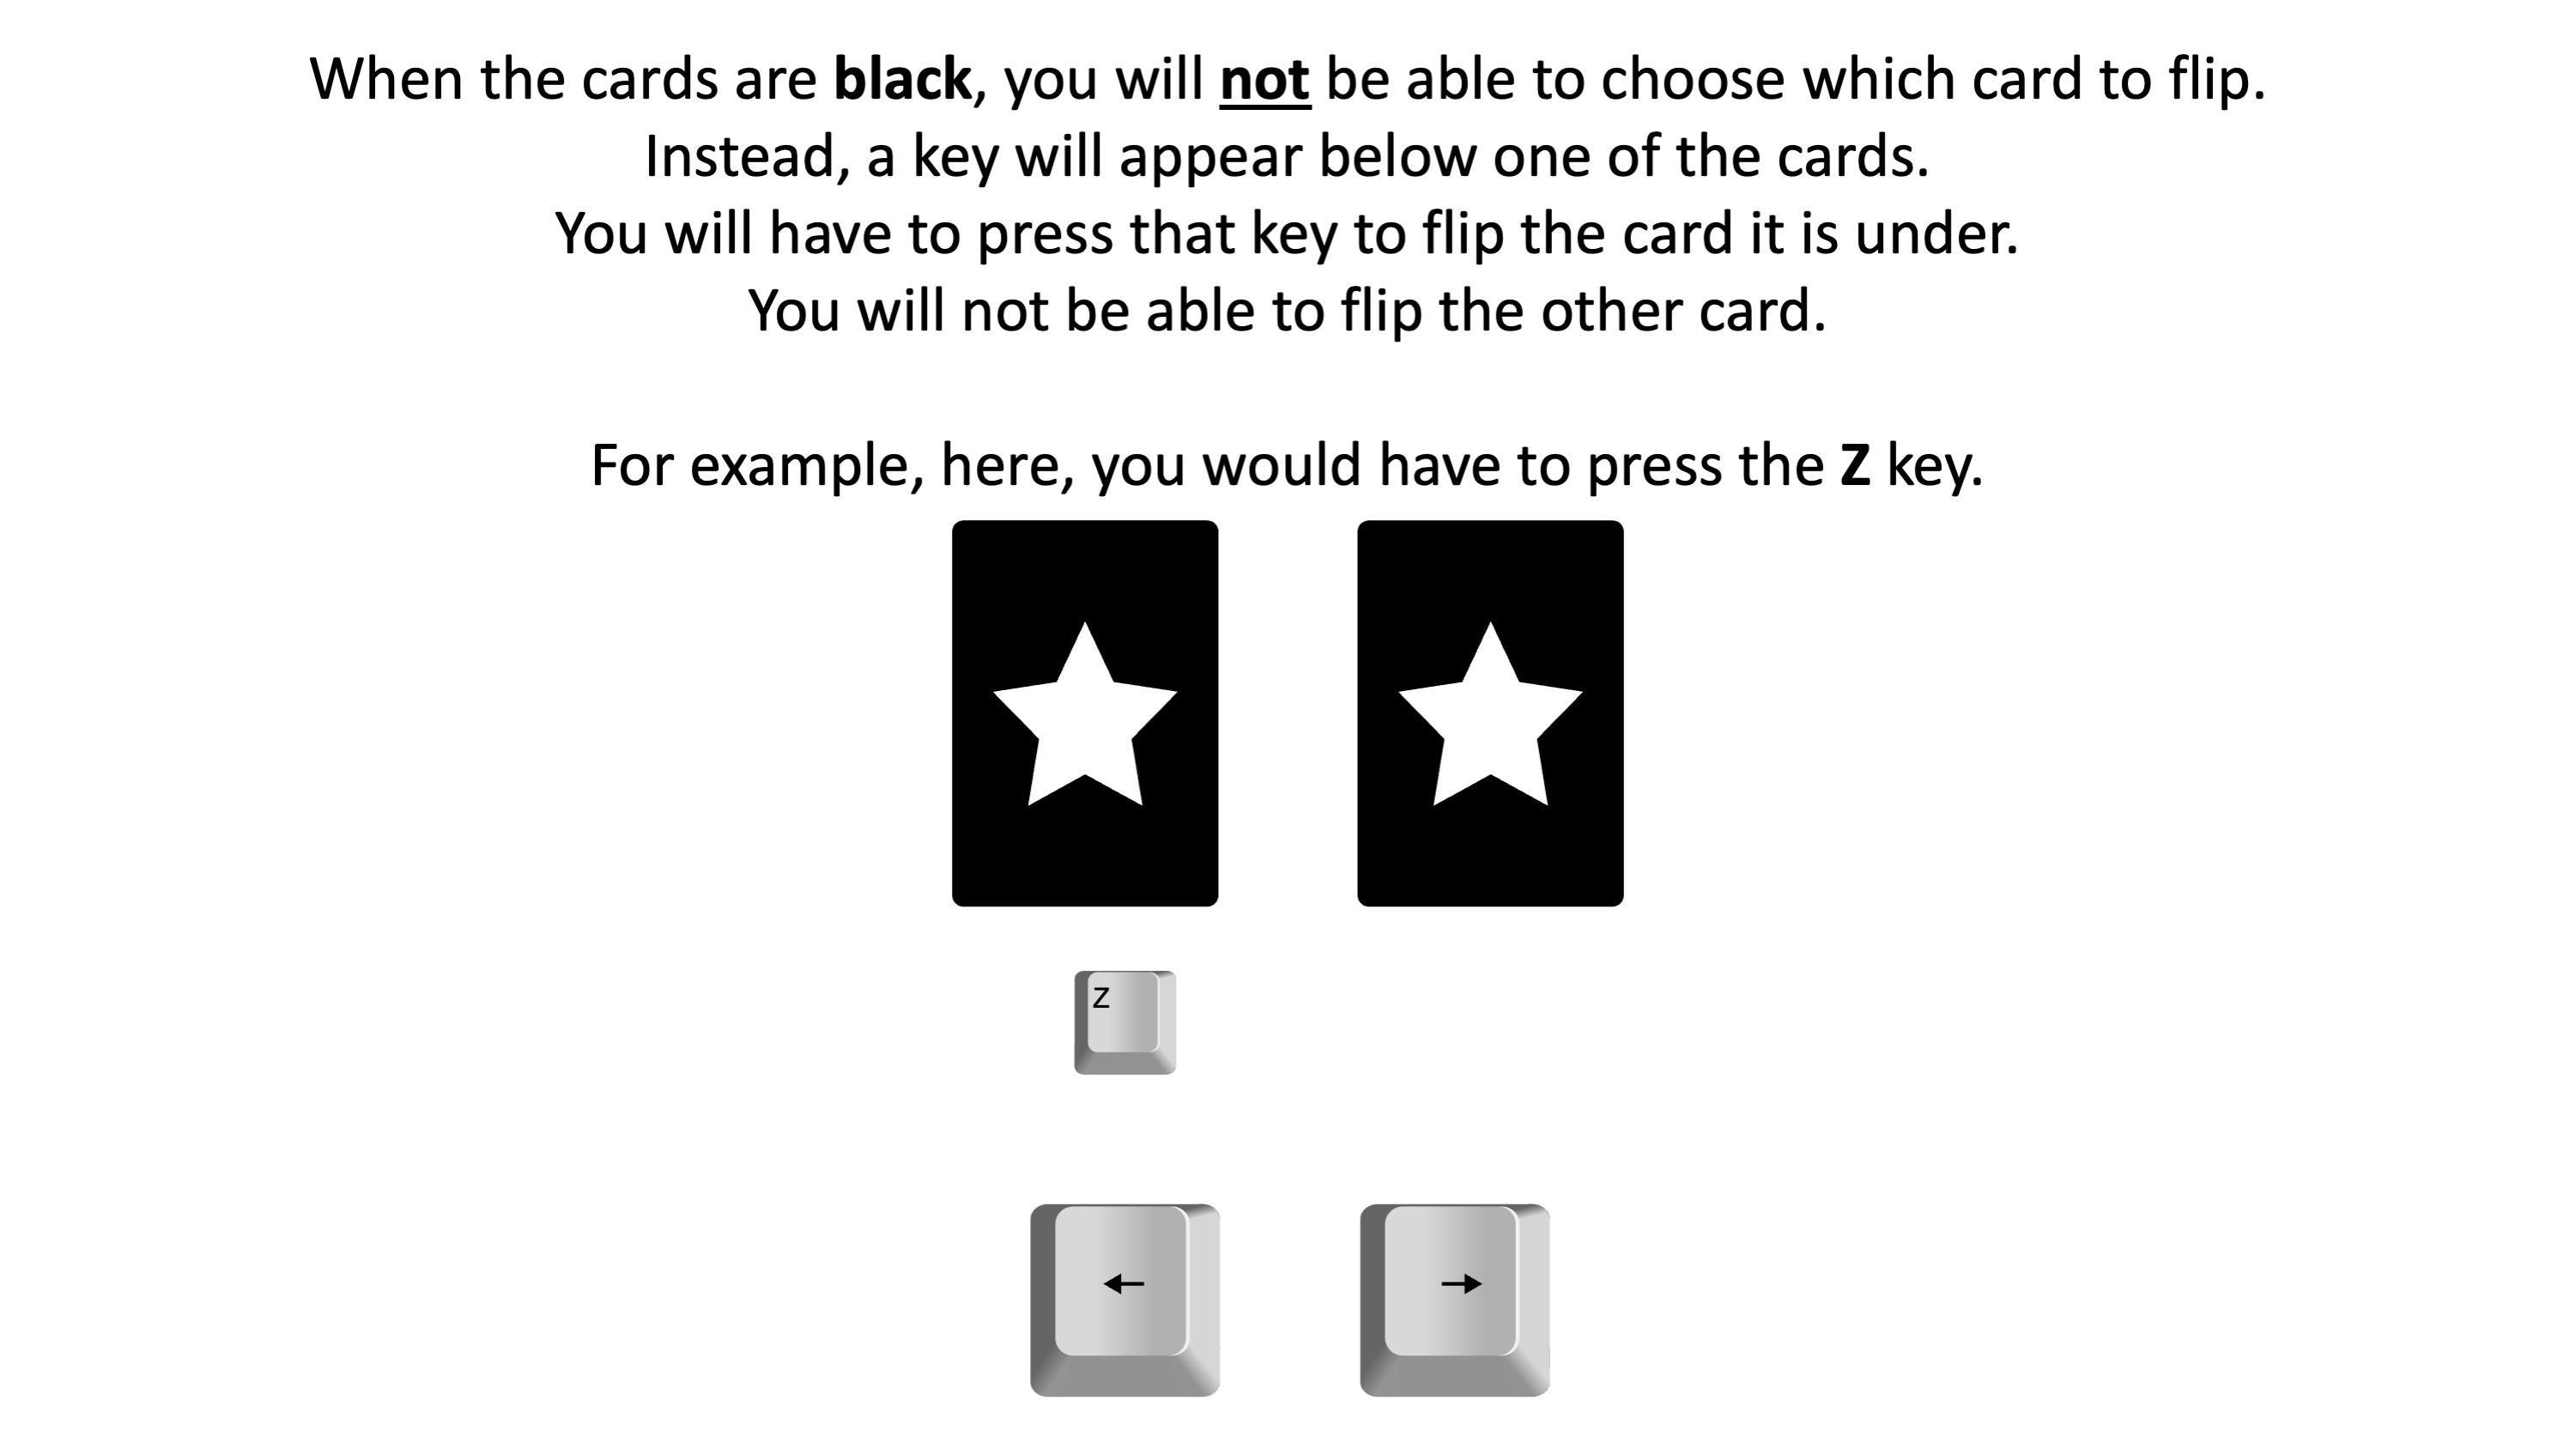 When the cards are black, you will not be able to choose which card to flip.
Instead, a key will appear below one of the cards.
You will have to press that key to flip the card it is under.
You will not be able to flip the other card.
For example, here, you would have to press the Z key.
Z
← →